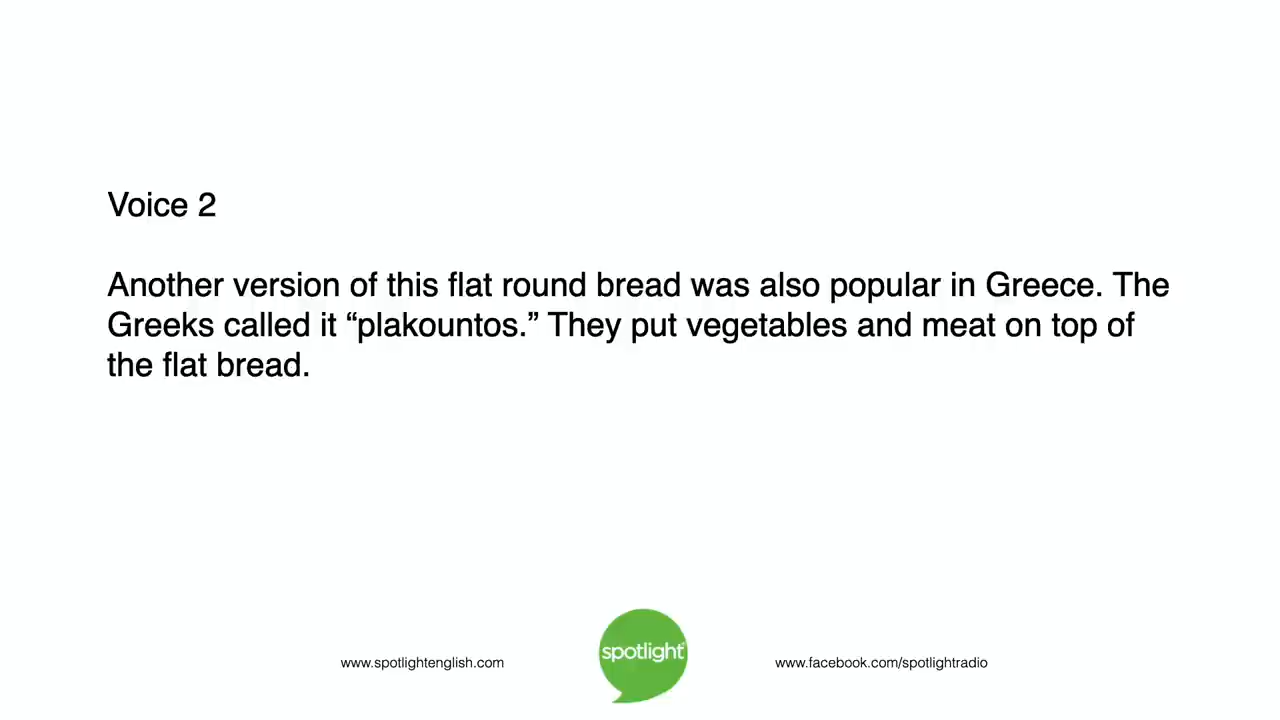 Voice 2
Another version of this flat round bread was also popular in Greece. The
Greeks called it “plakountos.” They put vegetables and meat on top of
the flat bread.
www.spotlightenglish.com
spotlight
www.facebook.com/spotlightradio